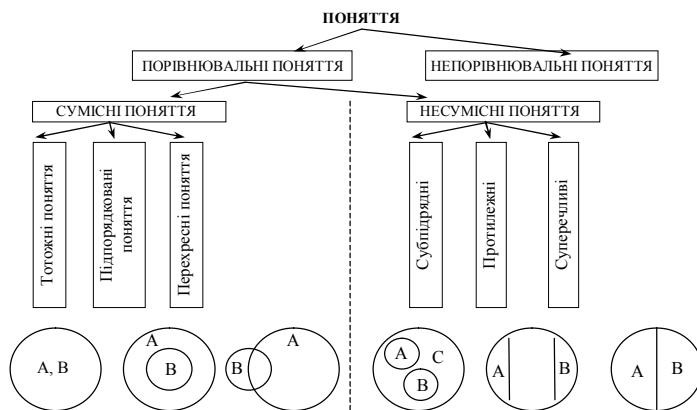 ПОНЯТТЯ
ПОРІВНЮВАЛЬНІ ПОНЯТТЯ
НЕПОРІВНЮВАЛЬНІ ПОНЯТТЯ
СУМІСНІ ПОНЯТТЯ
НЕСУМІСНІ ПОНЯТТЯ
Тотожні поняття
Підпорядковані
поняття
Перехресні поняття
Субпідрядні
Протилежні
Суперечливі
А, В
А
В
А
В
А
В
С
А
В
А
В